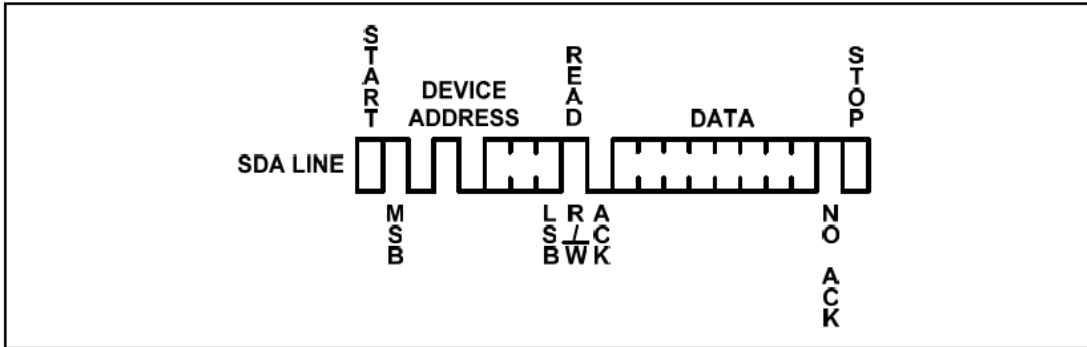 START
DEVICE
ADDRESS
READ
DATA
STOP
SDA LINE
MSB
LSB
R/W
ACK
NO ACK